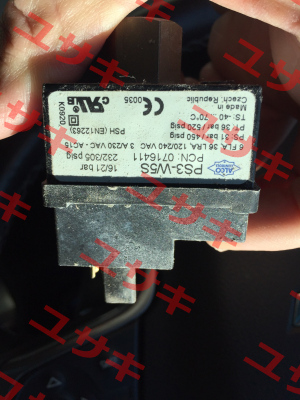 ALCO
PS3-W5S 16/21 bar
PCN: 0716411 232/305 psig
6 FLA, 36 LRA, 120/240 VAC 3 A/230 VAC - AC15
PS: 31 bar/450 psig
PT: 36 bar/520 psig PSH (EN12263)
TS: -40...70°C
Made in
Czech. Republic
0035
K0920
ユサキ
ユサキ
ユサキ
ユサキ
ユサキ
ユサキ